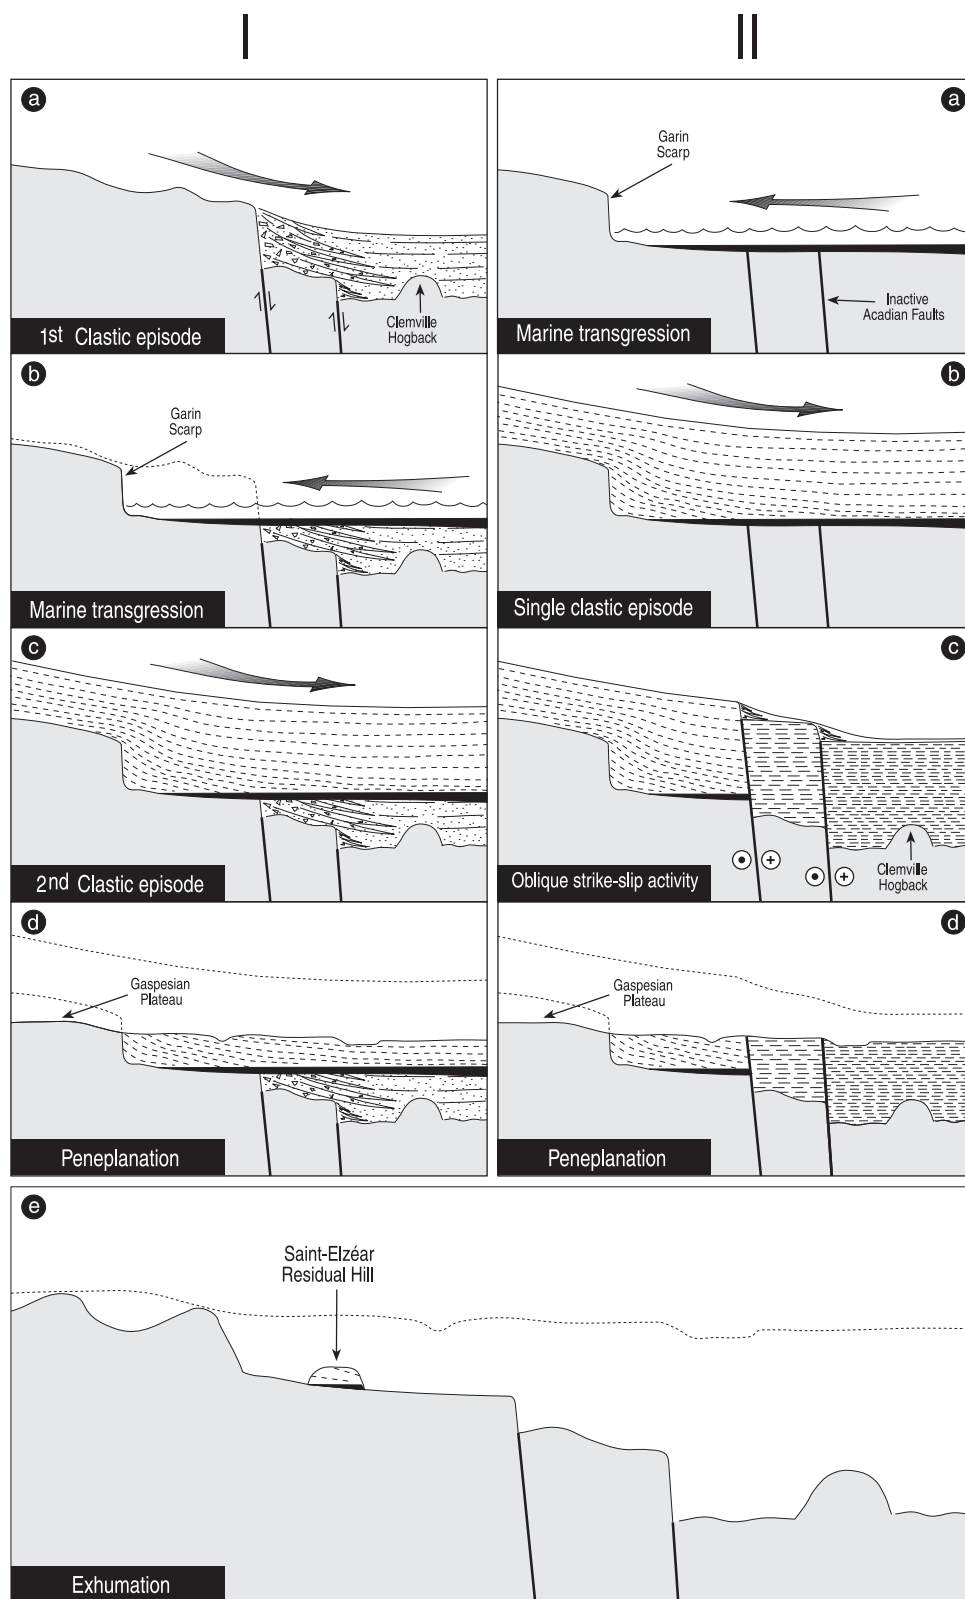 I
II
a
1st Clastic episode
Clemville
Hogback
a
Garin
Scarp
Inactive
Acadian Faults
Marine transgression
b
Garin
Scarp
Marine transgression
b
Single clastic episode
c
2nd Clastic episode
c
Oblique strike-slip activity
Clemville
Hogback
d
Gaspesian
Plateau
Peneplanation
d
Gaspesian
Plateau
Peneplanation
e
Saint-Elzéar
Residual Hill
Exhumation